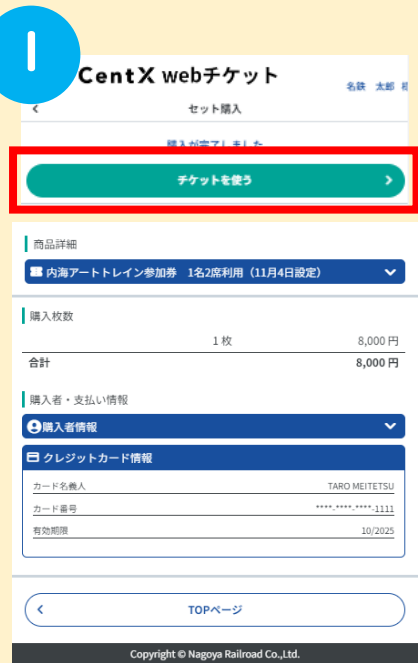 1
CentX webチケット
名鉄 太郎 様
セット購入
購入が完了しました
チケットを使う
商品詳細
内海アートトレイン参加券 1名2席利用（11月4日設定）
購入枚数
1 枚 8,000 円
合計 8,000 円
購入者・支払い情報
購入者情報
クレジットカード情報
カード名義人 TARO MEITETSU
カード番号 ****-****-****-1111
有効期限 10/2025
TOPページ
Copyright © Nagoya Railroad Co.,Ltd.